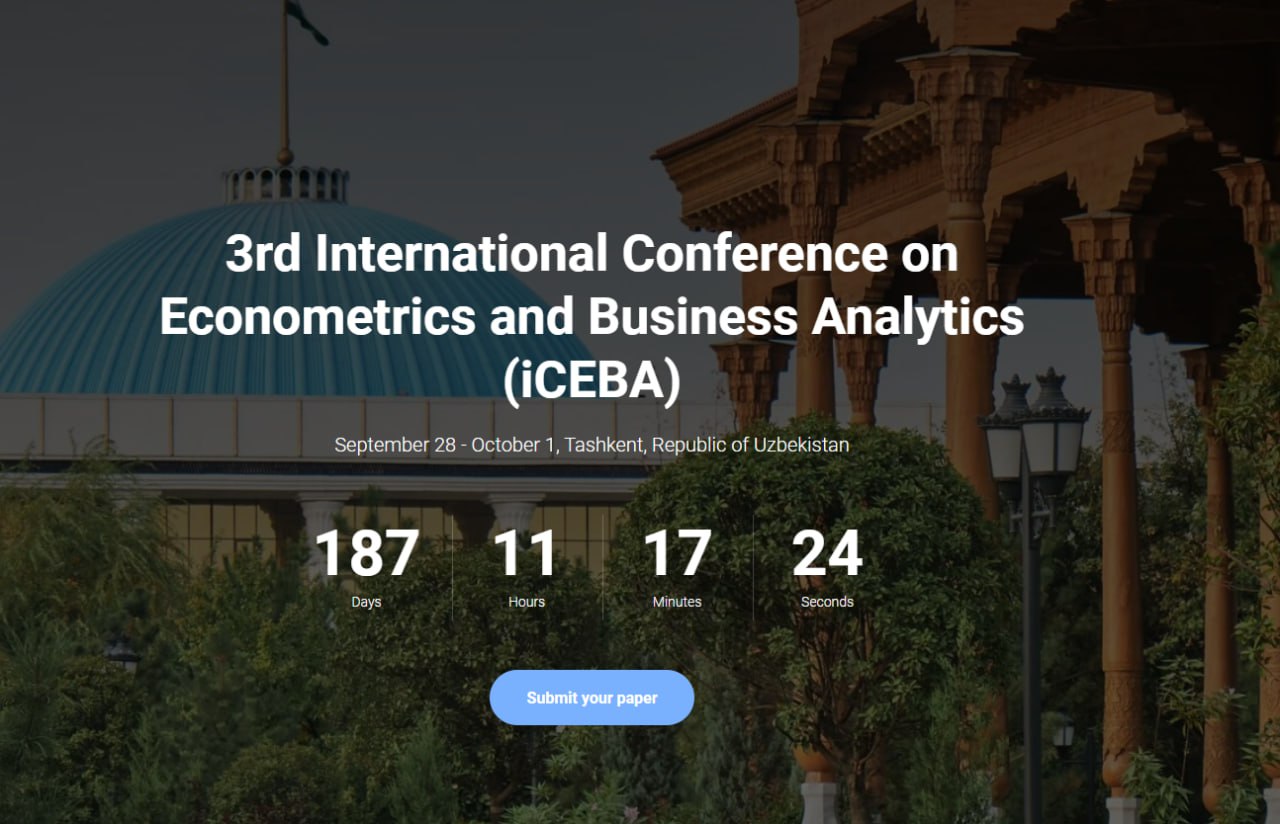 3rd International Conference on
Econometrics and Business Analytics
(iCEBA)
September 28 - October 1, Tashkent, Republic of Uzbekistan
187 11 17 24
Days Hours Minutes Seconds
Submit your paper